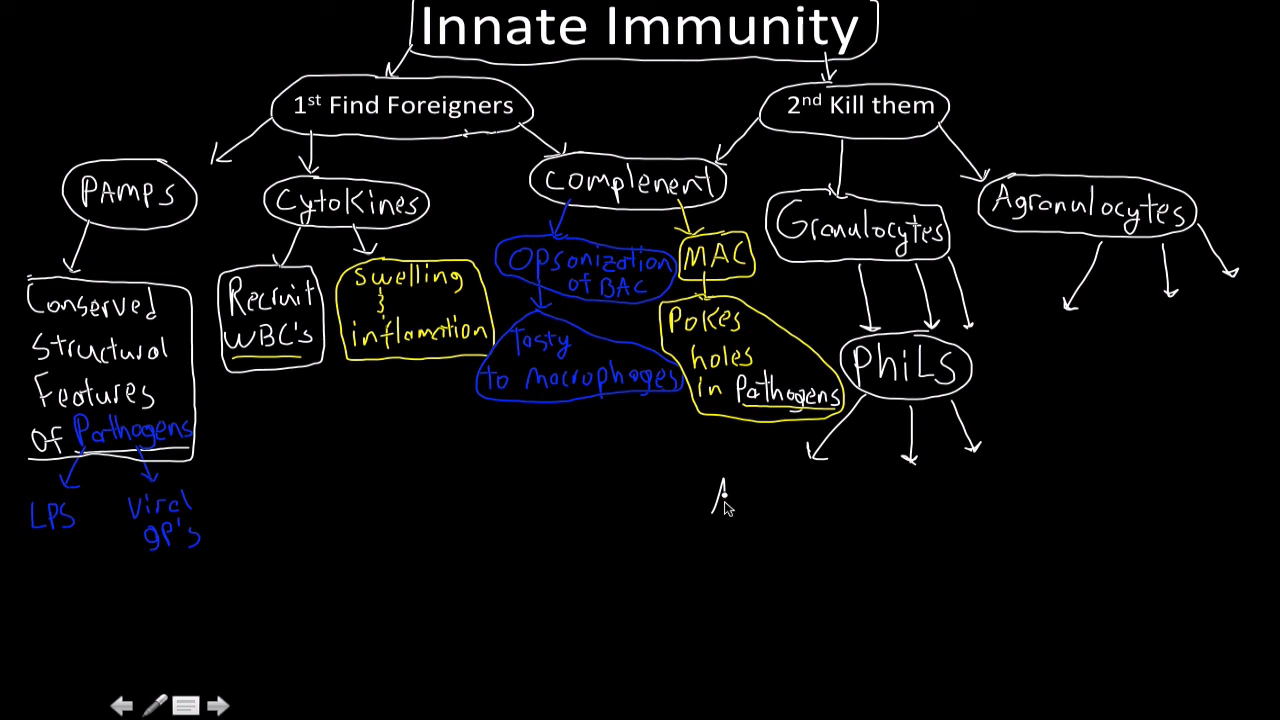 Innate Immunity
1st Find Foreigners
2nd Kill them
PAMPs
Cytokines
Complenent
Granulocytes
Agranulocytes
Conserved
Structural
Features
Of Pathogens
LPS
Viral
gp's
Recruit
WBC's
swelling
inflamation
Opsonization
of BAC
Tasty
to macrophages
MAC
Pokes
holes
in Pathogens
PhiLS